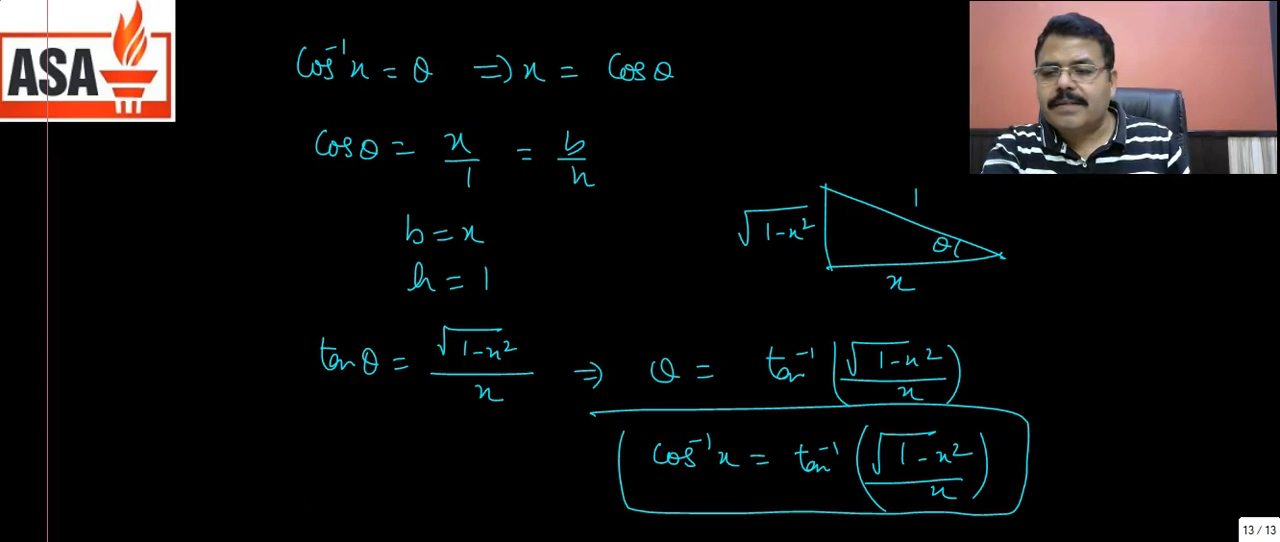 ASA
cos⁻¹x = θ ⇒ x = cosθ
cosθ = x/1 = b/h
b = x
h = 1
√1-x²
1
θ
x
tanθ = √1-x²/x ⇒ θ = tan⁻¹(√1-x²/x)
cos⁻¹x = tan⁻¹(√1-x²/x)
13 / 13